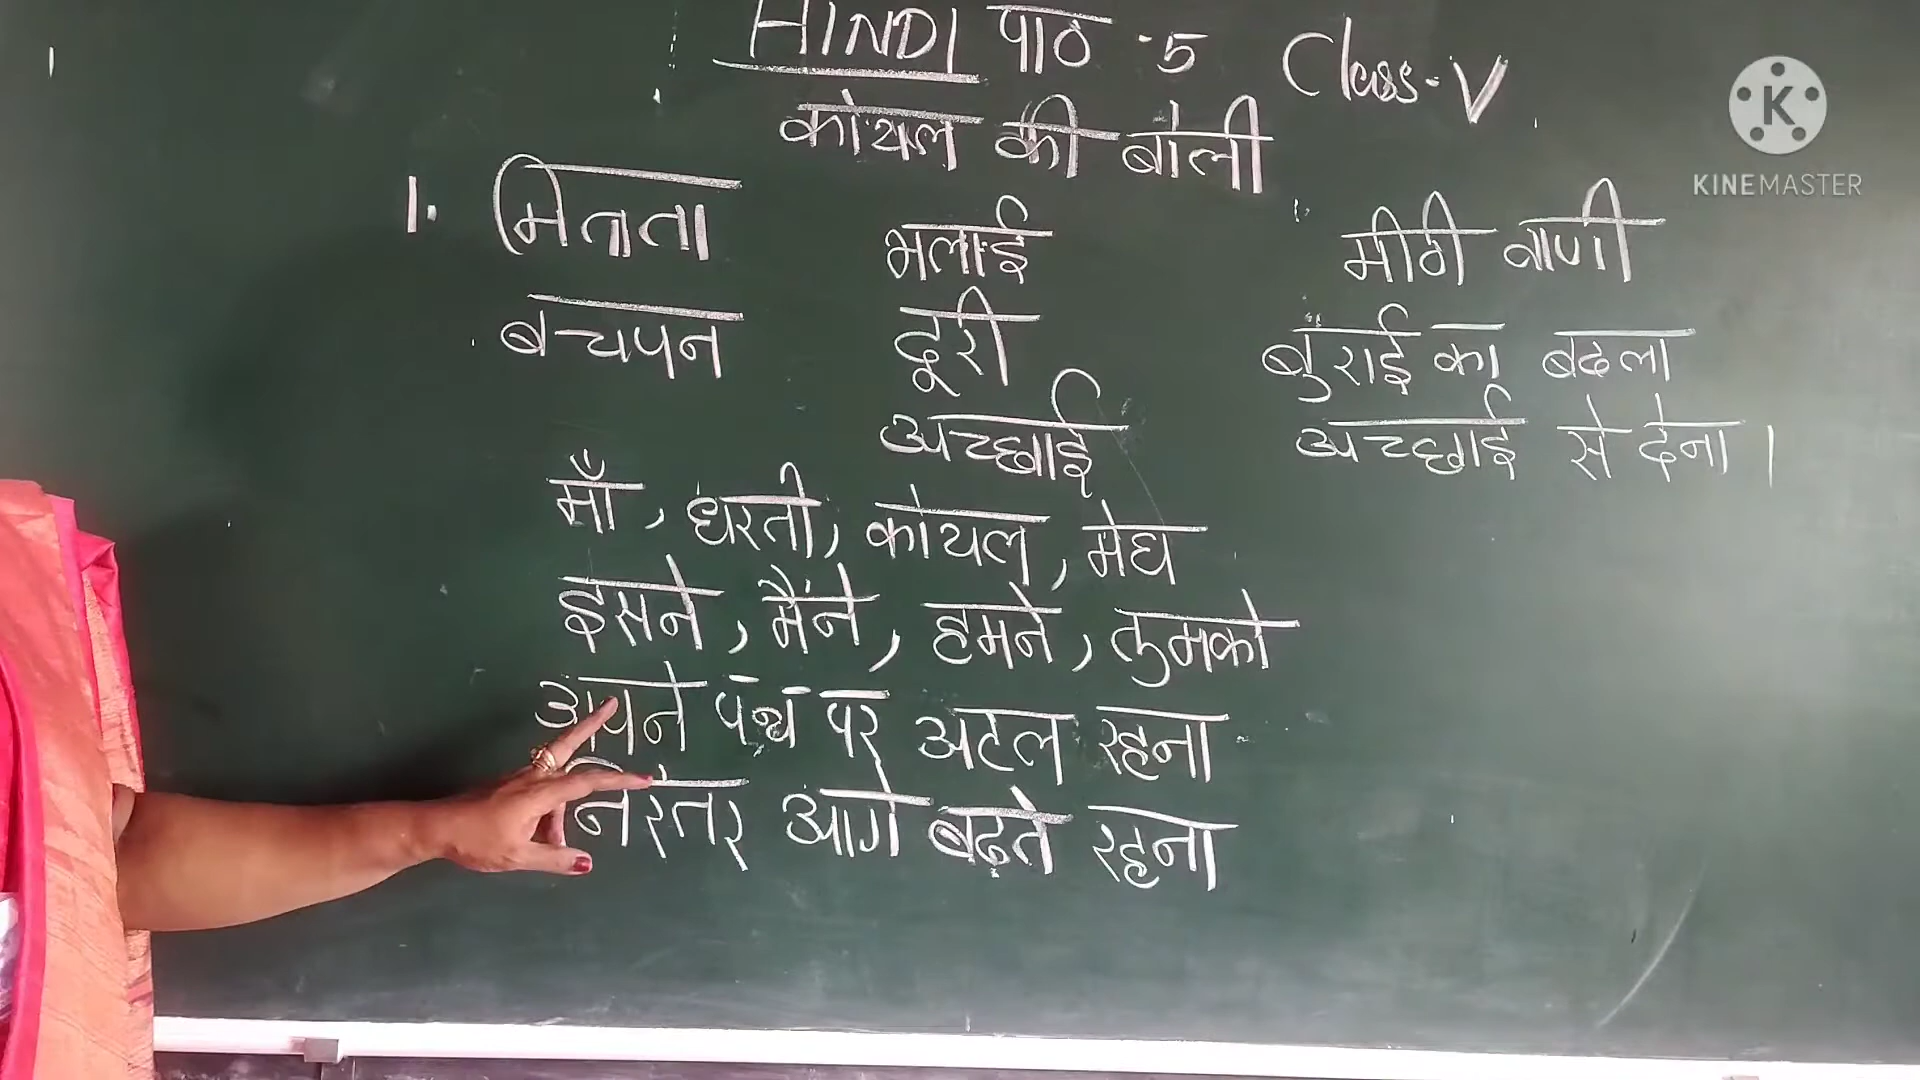 HINDI पाठ -5 Class-V
कोयल की बोली
1. मित्रता भलाई मीठी वाणी
बचपन दूरी बुराई का बदला
अच्छाई अच्छाई से देना।
माँ, धरती, कोयल, मेघ
इसने, मैंने, हमने, तुमको
अपने पंथ पर अटल रहना
निरंतर आगे बढ़ते रहना
K
KINEMASTER